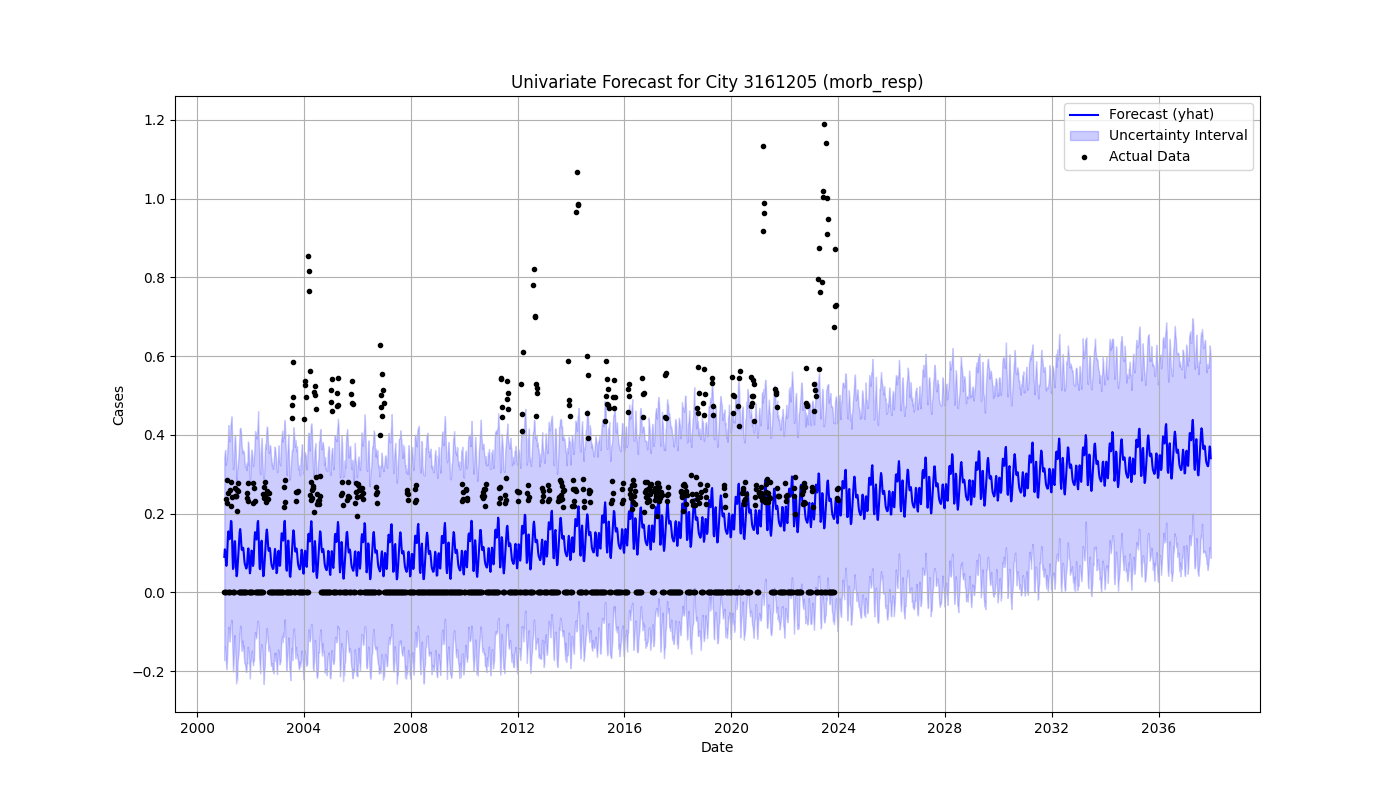 Univariate Forecast for City 3161205 (morb_resp)
Forecast (yhat)
Uncertainty Interval
Actual Data
Cases
1.2
1.0
0.8
0.6
0.4
0.2
0.0
−0.2
2000 2004 2008 2012 2016 2020 2024 2028 2032 2036
Date